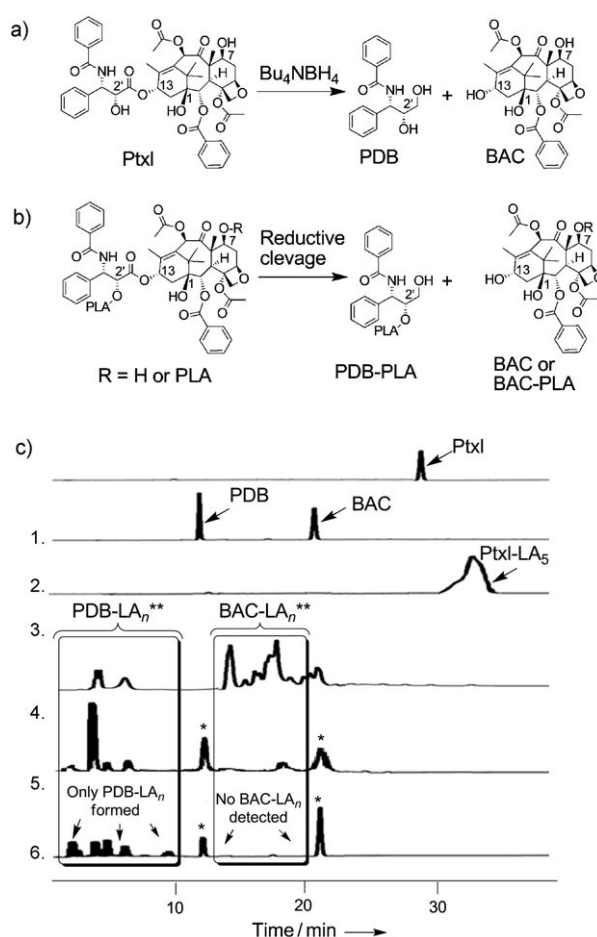 a)
O
O
O
O
OH
7
NH
O
H
2'
O
13
1
HO
O
OH
O
O
O
O
O
Ptxl
Bu₄NBH₄
O
NH
OH
2'
OH
PDB
+
O
O
O
OH
7
H
13
HO
1
HO
O
O
O
O
O
BAC
b)
O
O
O
O
O-R
7
NH
O
H
2'
O
13
1
HO
O
O
O
O
O
O
PLA
R = H or PLA
Reductive
clevage
O
NH
OH
2'
O
PLA
PDB-PLA
+
O
O
O
OR
7
H
13
HO
1
HO
O
O
O
O
O
BAC or
BAC-PLA
c)
Ptxl
PDB
BAC
1.
Ptxl-LA₅
2.
PDB-LAₙ**
BAC-LAₙ**
3.
4.
* *
5.
Only PDB-LAₙ
formed
No BAC-LAₙ
detected
* *
6.
10 20 30
Time / min